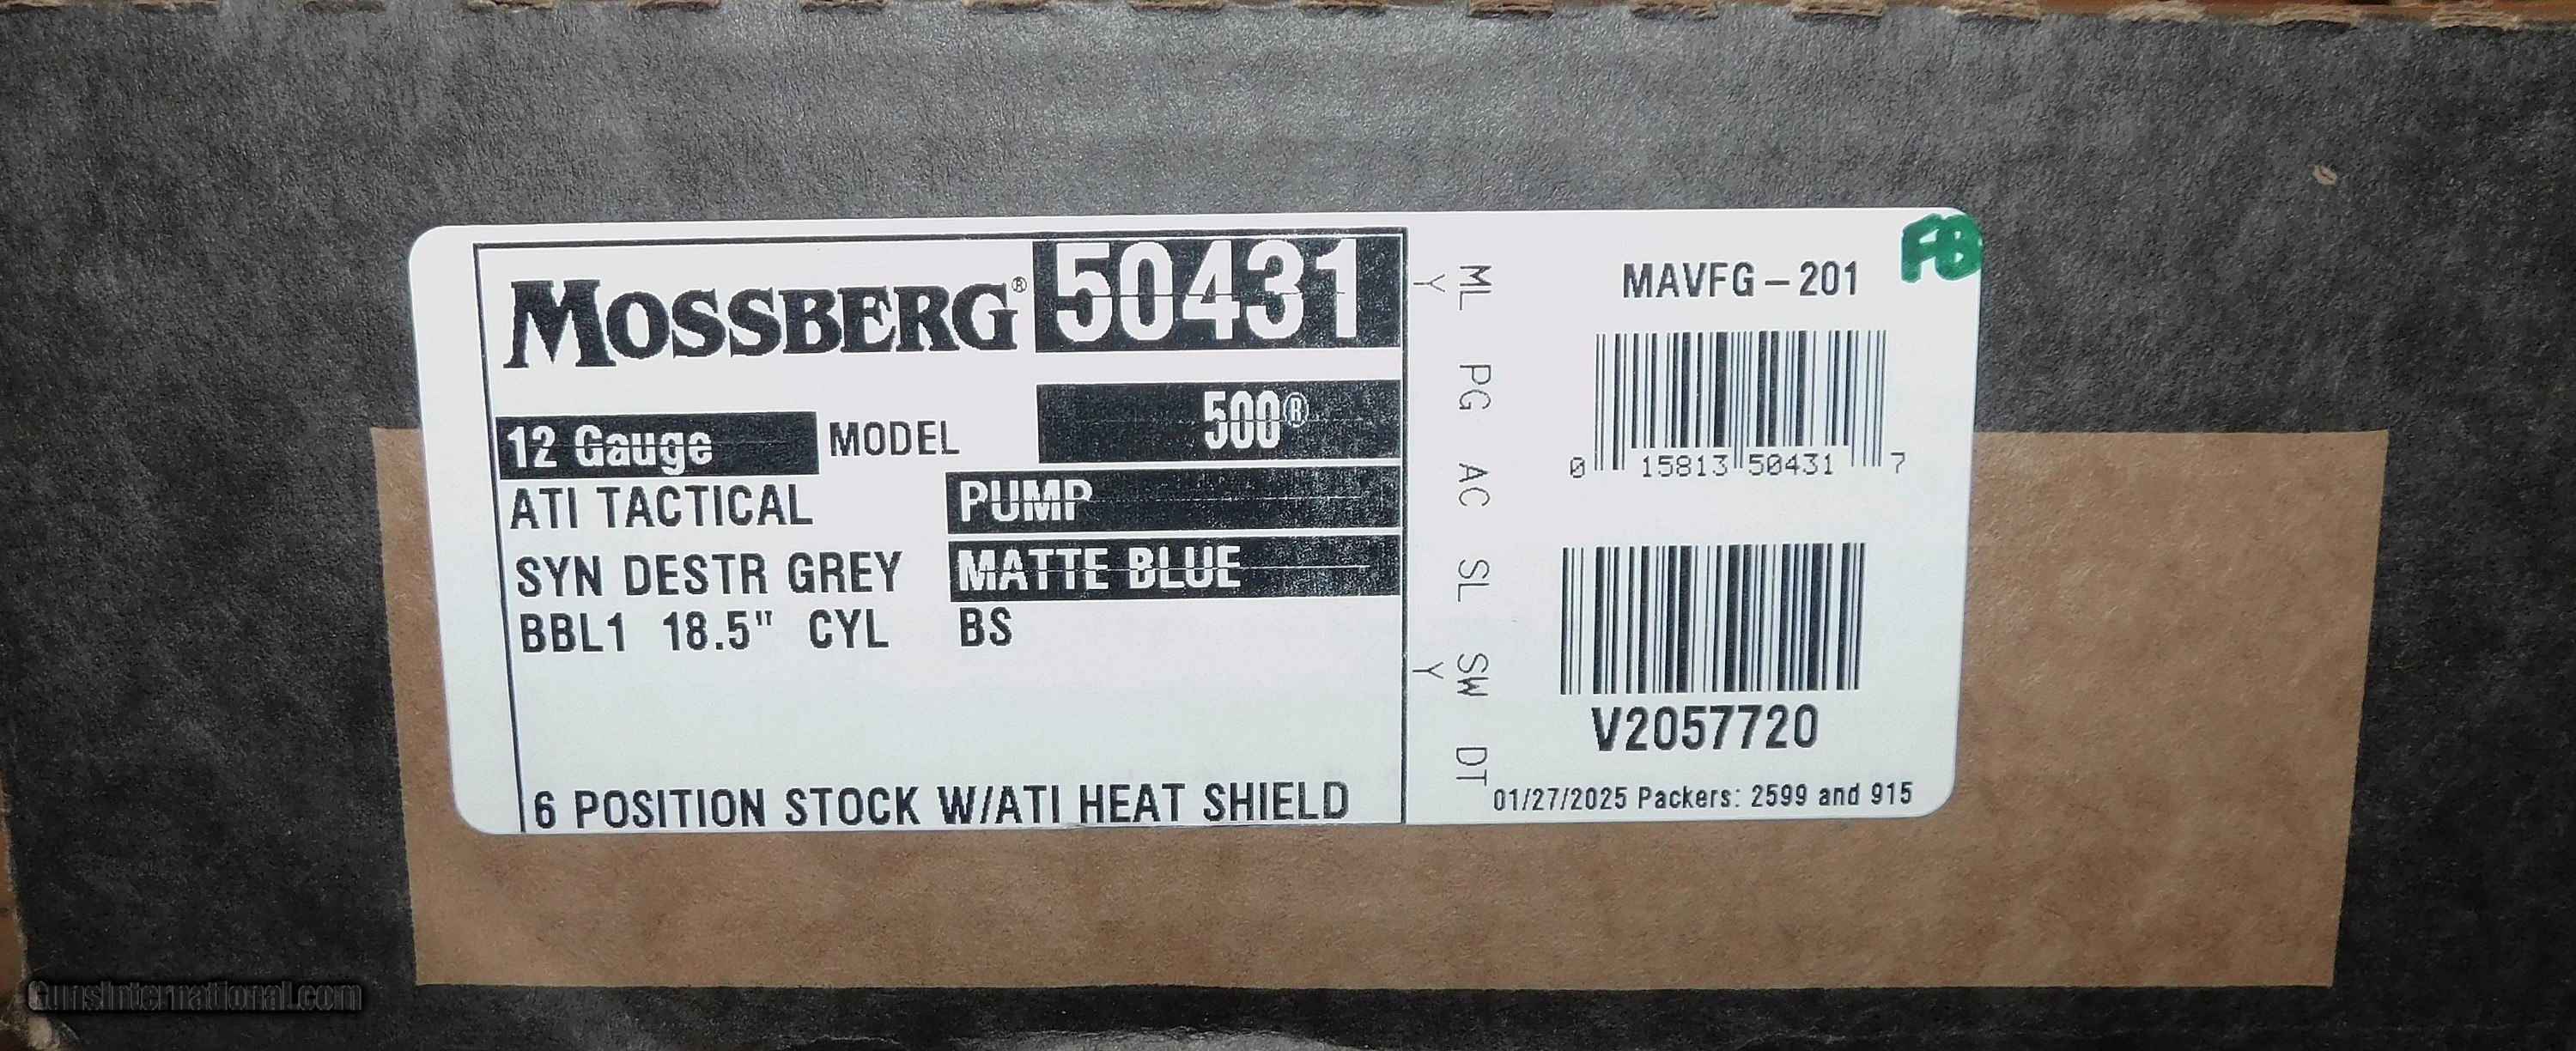 MOSSBERG® 50431
12 Gauge MODEL 500®
ATI TACTICAL PUMP
SYN DESTR GREY MATTE BLUE
BBL1 18.5" CYL BS
6 POSITION STOCK W/ATI HEAT SHIELD
ML PG AC SL SW DT
Y Y
MAVFG-201
FB
0 15813 50431 7
V2057720
01/27/2025 Packers: 2599 and 915
GunsInternational.com